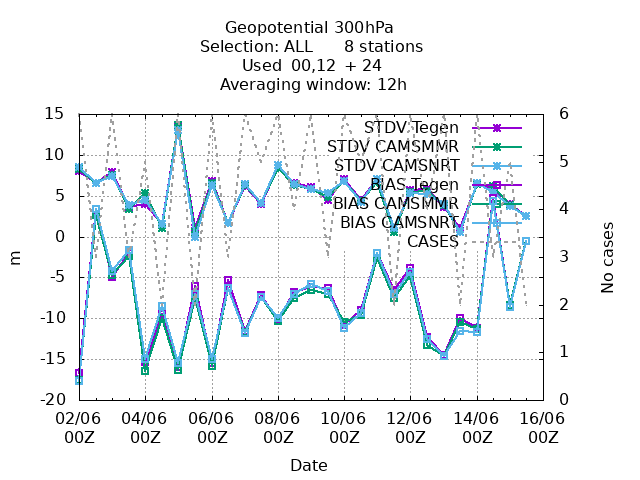 Geopotential 300hPa
Selection: ALL 8 stations
Used 00,12 + 24
Averaging window: 12h
15
10
5
0
-5
-10
-15
-20
m
6
5
4
3
2
1
0
No cases
STDV Tegen
STDV CAMSMMR
STDV CAMSNRT
BIAS Tegen
BIAS CAMSMMR
BIAS CAMSNRT
CASES
02/06 04/06 06/06 08/06 10/06 12/06 14/06 16/06
00Z 00Z 00Z 00Z 00Z 00Z 00Z 00Z
Date